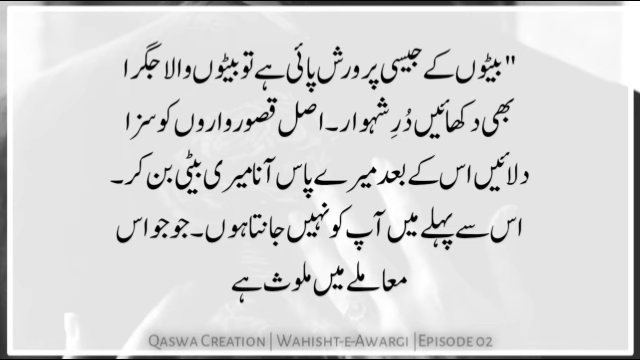 "بیٹوں کے جیسی پرورش پائی ہے تو بیٹوں والا جگرا
بھی دکھائیں دُرِ شہوار۔ اصل قصورواروں کو سزا
دلائیں اس کے بعد میرے پاس آنا میری بیٹی بن کر۔
اس سے پہلے میں آپ کو نہیں جانتا ہوں۔ جو جو اس
معاملے میں ملوث ہے
Qaswa Creation | Wahisht-e-Awargi | Episode 02